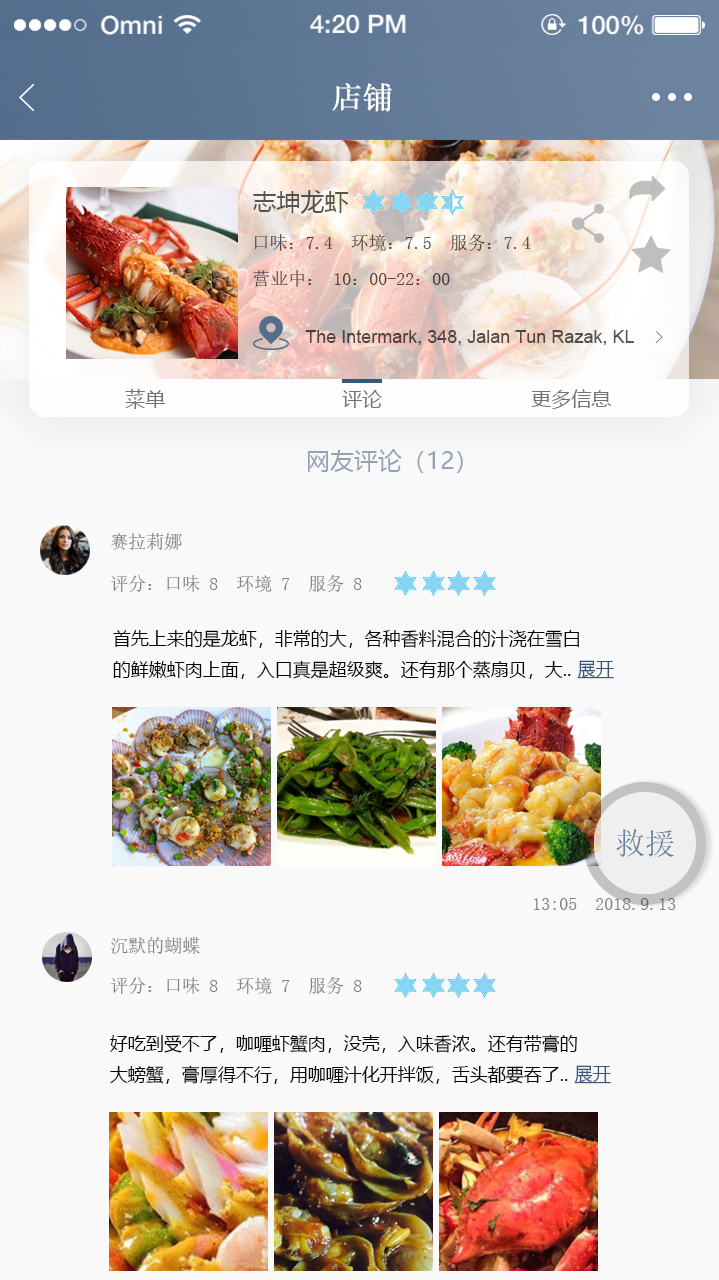 Omni 4:20 PM 100%
店铺
志坤龙虾
口味：7.4 环境：7.5 服务：7.4
营业中： 10：00-22：00
The Intermark, 348, Jalan Tun Razak, KL
菜单 评论 更多信息
网友评论（12）
赛拉莉娜
评分：口味 8 环境 7 服务 8
首先上来的是龙虾，非常的大，各种香料混合的汁浇在雪白
的鲜嫩虾肉上面，入口真是超级爽。还有那个蒸扇贝，大.. 展开
救援
13:05 2018.9.13
沉默的蝴蝶
评分：口味 8 环境 7 服务 8
好吃到受不了，咖喱虾蟹肉，没壳，入味香浓。还有带膏的
大螃蟹，膏厚得不行，用咖喱汁化开拌饭，舌头都要吞了.. 展开